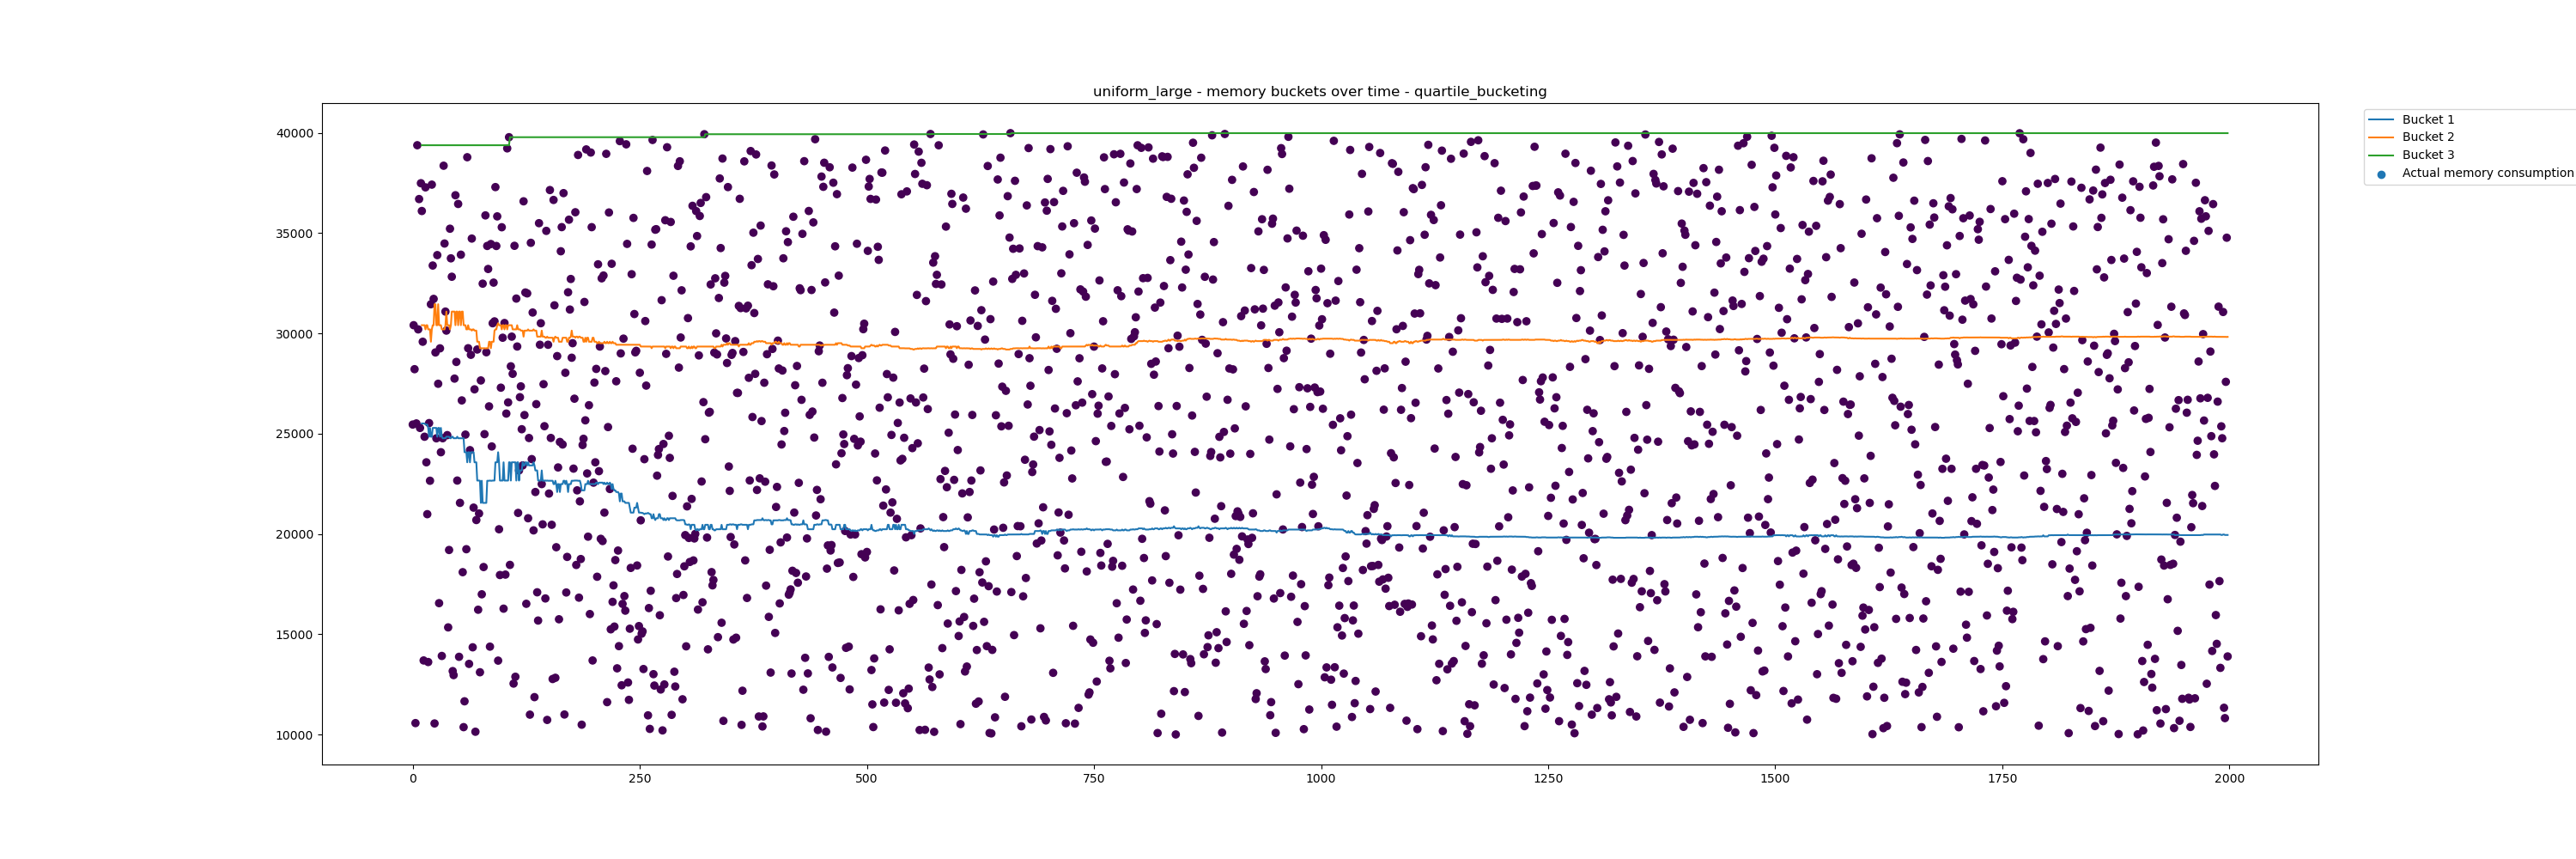 uniform_large - memory buckets over time - quartile_bucketing
40000
35000
30000
25000
20000
15000
10000
0 250 500 750 1000 1250 1500 1750 2000
Bucket 1
Bucket 2
Bucket 3
Actual memory consumption